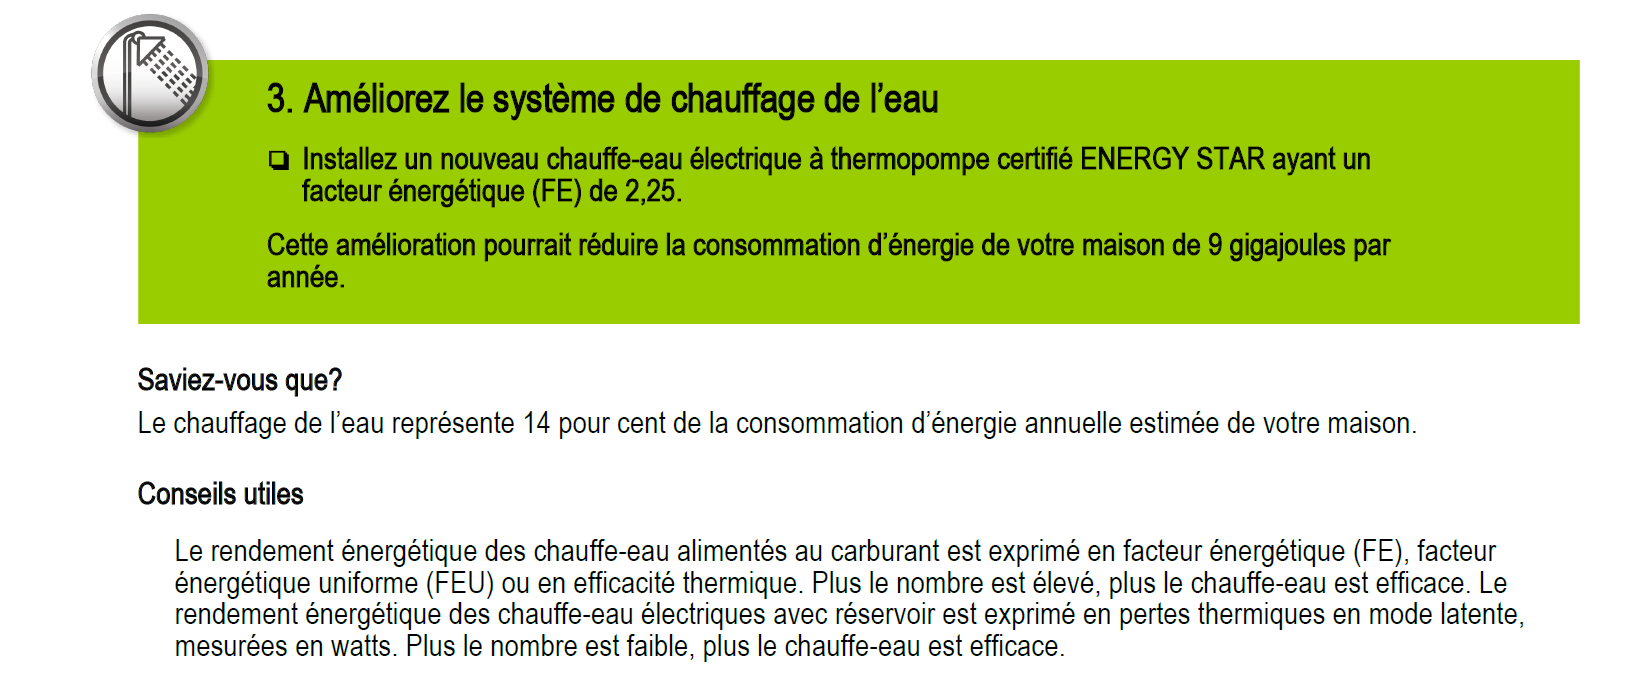 3. Améliorez le système de chauffage de l’eau
❑ Installez un nouveau chauffe-eau électrique à thermopompe certifié ENERGY STAR ayant un
facteur énergétique (FE) de 2,25.
Cette amélioration pourrait réduire la consommation d’énergie de votre maison de 9 gigajoules par
année.
Saviez-vous que?
Le chauffage de l’eau représente 14 pour cent de la consommation d’énergie annuelle estimée de votre maison.
Conseils utiles
Le rendement énergétique des chauffe-eau alimentés au carburant est exprimé en facteur énergétique (FE), facteur
énergétique uniforme (FEU) ou en efficacité thermique. Plus le nombre est élevé, plus le chauffe-eau est efficace. Le
rendement énergétique des chauffe-eau électriques avec réservoir est exprimé en pertes thermiques en mode latente,
mesurées en watts. Plus le nombre est faible, plus le chauffe-eau est efficace.